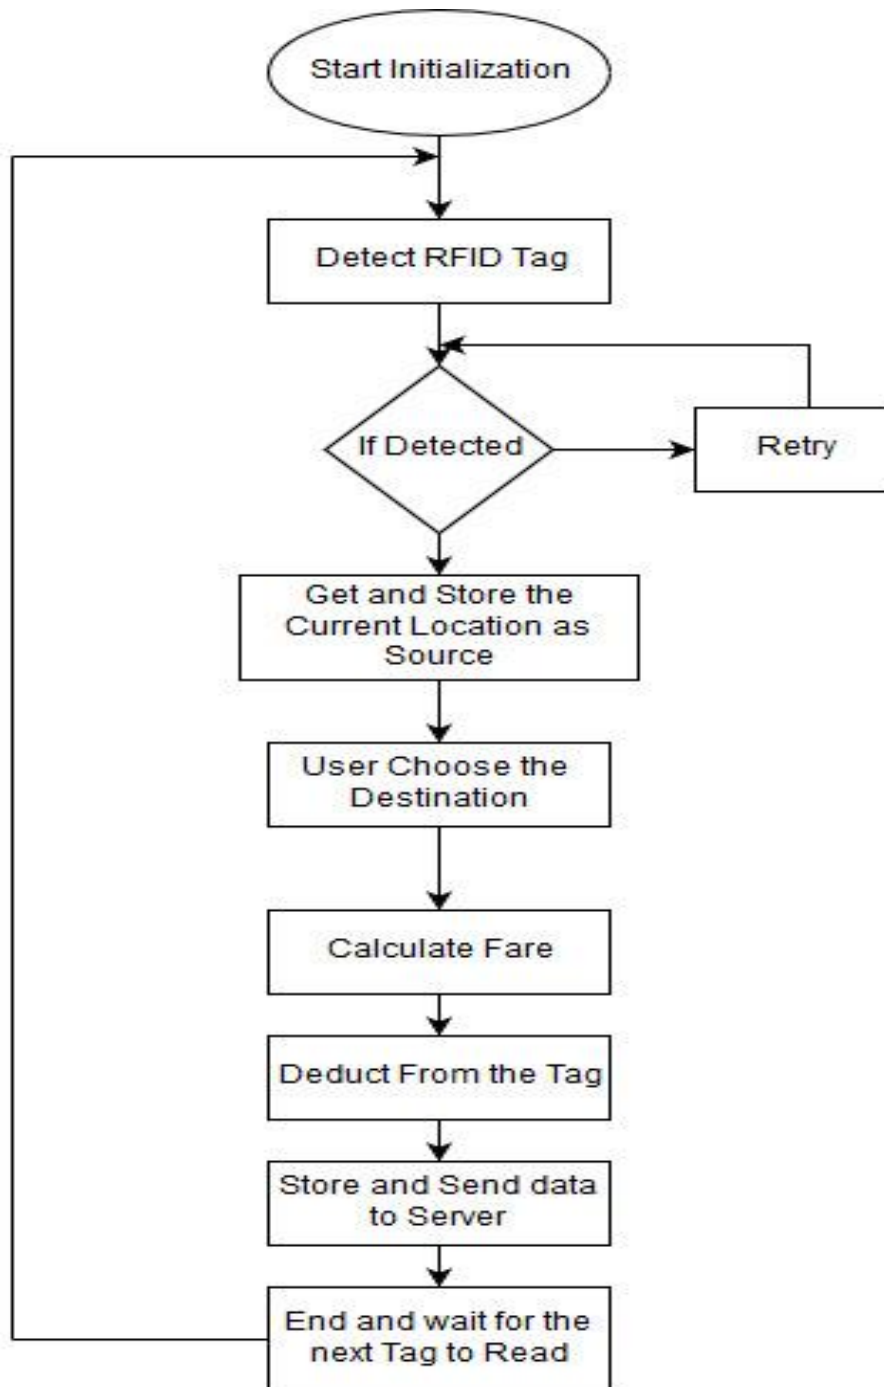 Start Initialization
Detect RFID Tag
If Detected
Retry
Get and Store the
Current Location as
Source
User Choose the
Destination
Calculate Fare
Deduct From the Tag
Store and Send data
to Server
End and wait for the
next Tag to Read